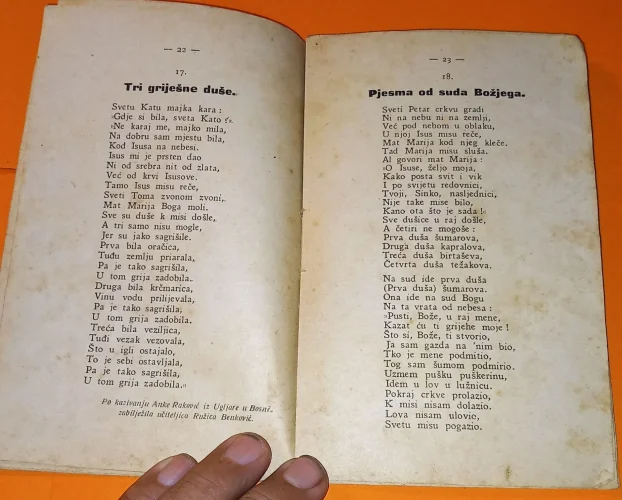 — 22 —
17.
Tri griješne duše.
Svetu Katu majka kara :
»Gdje si bila, sveta Kato ?«
»Ne karaj me, majko mila,
Na dobru sam mjestu bila,
Kod Isusa na nebesi.
Isus mi je prsten dao
Ni od srebra nit od zlata,
Već od krvi Isusove.
Tamo Isus misu reče,
Sveti Toma zvonom zvoni,
Mat Marija Boga moli.
Sve su duše k misi došle,
A tri samo nisu mogle,
Jer su jako sagrišile.
Prva bila oračica,
Tuđu zemlju priarala,
Pa je tako sagrišila,
U tom grija zadobila.
Druga bila krčmarica,
Vinu vodu prilijevala,
Pa je tako sagrišila,
U tom grija zadobila.
Treća bila veziljica,
Tuđi vezak vezovala,
Što u igli ostajalo,
To je sebi ostavljala,
Pa je tako sagrišila,
U tom grija zadobila.«
Po kazivanju Anke Raković iz Ugljare u Bosni,
zabilježila učiteljica Ružica Benković.
— 23 —
18.
Pjesma od suda Božjega.
Sveti Petar crkvu gradi
Ni na nebu ni na zemlji,
Već pod nebom u oblaku,
U njoj Isus misu reče,
Mat Marija kod njeg kleče.
Tad Marija misu sluša.
Al govori mat Marija :
»O Isuse, željo moja,
Kako posta svit i vik
I po svijetu redovnici,
Tvoji, Sinko, nasljednici,
Nije take mise bilo,
Kano ota što je sada !
Sve dušice u raj došle,
A četiri ne mogoše :
Prva duša šumarova,
Druga duša kapralova,
Treća duša birtaševa,
Četvrta duša težakova.
Na sud ide prva duša
(Prva duša) šumarova.
Ona ide na sud Bogu
Na ta vrata od nebesa :
»Pusti, Bože, u raj mene,
Kazat ću ti grijehe moje !
Što si, Bože, ti stvorio,
Ja sam gazda na 'nim bio,
Tko je mene podmitio,
Tog sam šumom podmirio.
Uzmem pušku puškerinu,
Idem u lov u lužnicu.
Pokraj crkve prolazio,
K misi nisam dolazio.
Lova nisam ulovio,
Svetu misu pogazio.